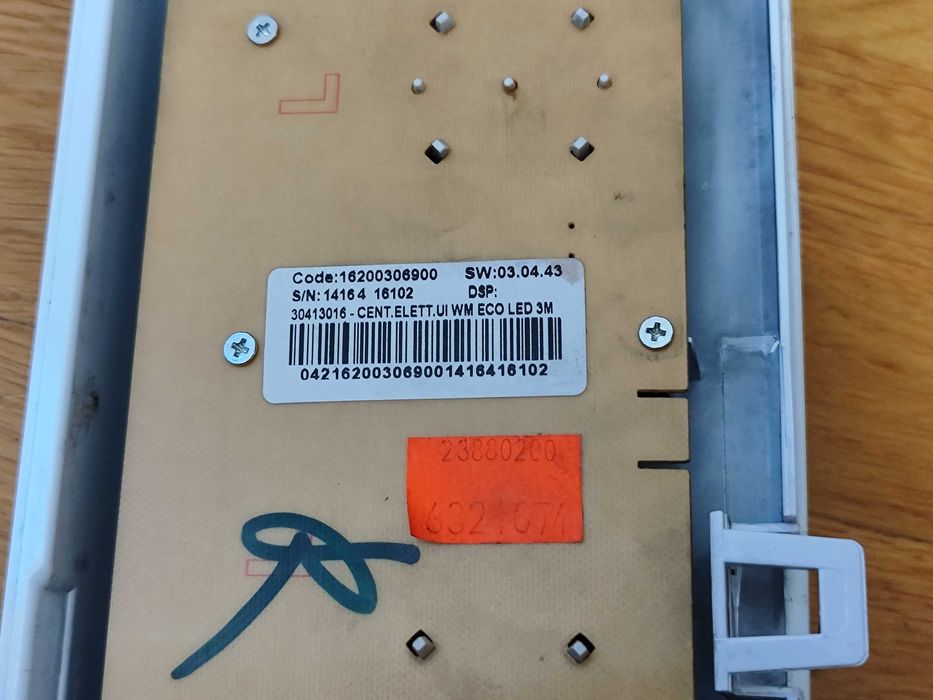 Code:16200306900 SW:03.04.43
S/N: 14164 16102 DSP:
30413016 - CENT.ELETT.UI WM ECO LED 3M
042162003069001416416102
23880200
6321074